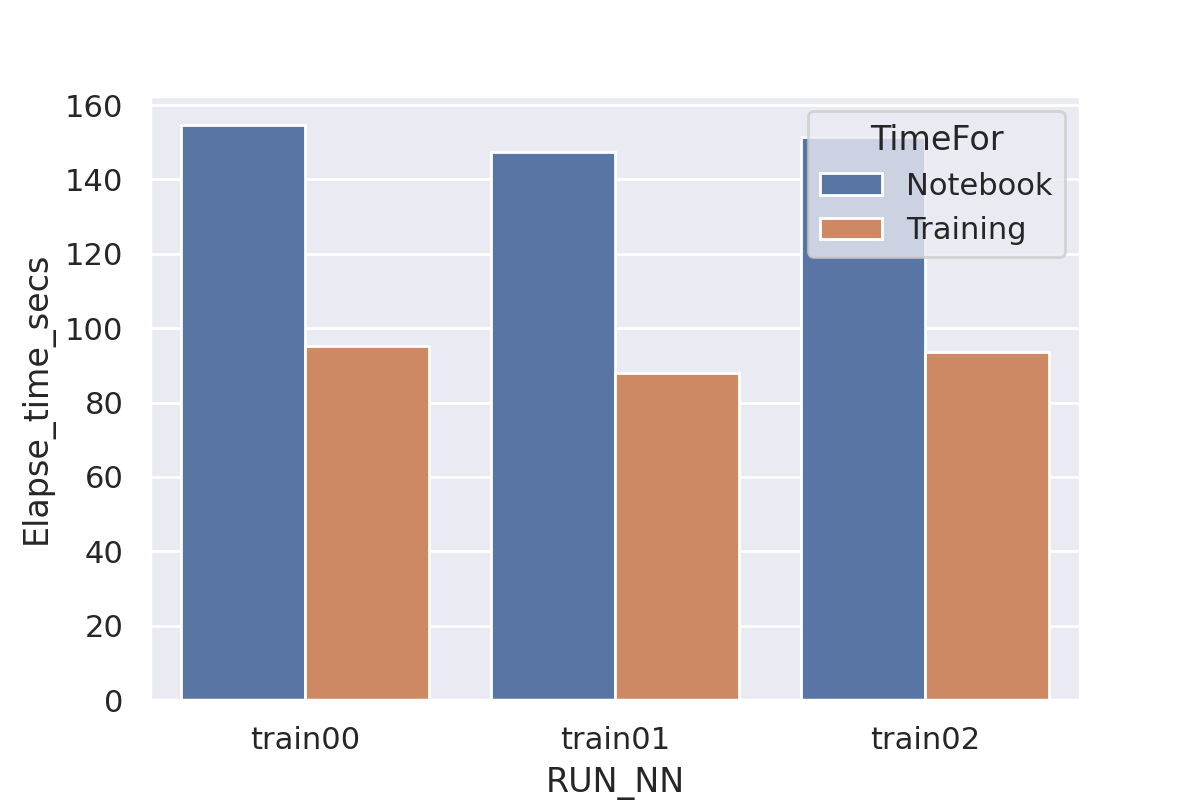 160
140
120
100
80
60
40
20
0
Elapse_time_secs
TimeFor
Notebook
Training
train00
train01
train02
RUN_NN